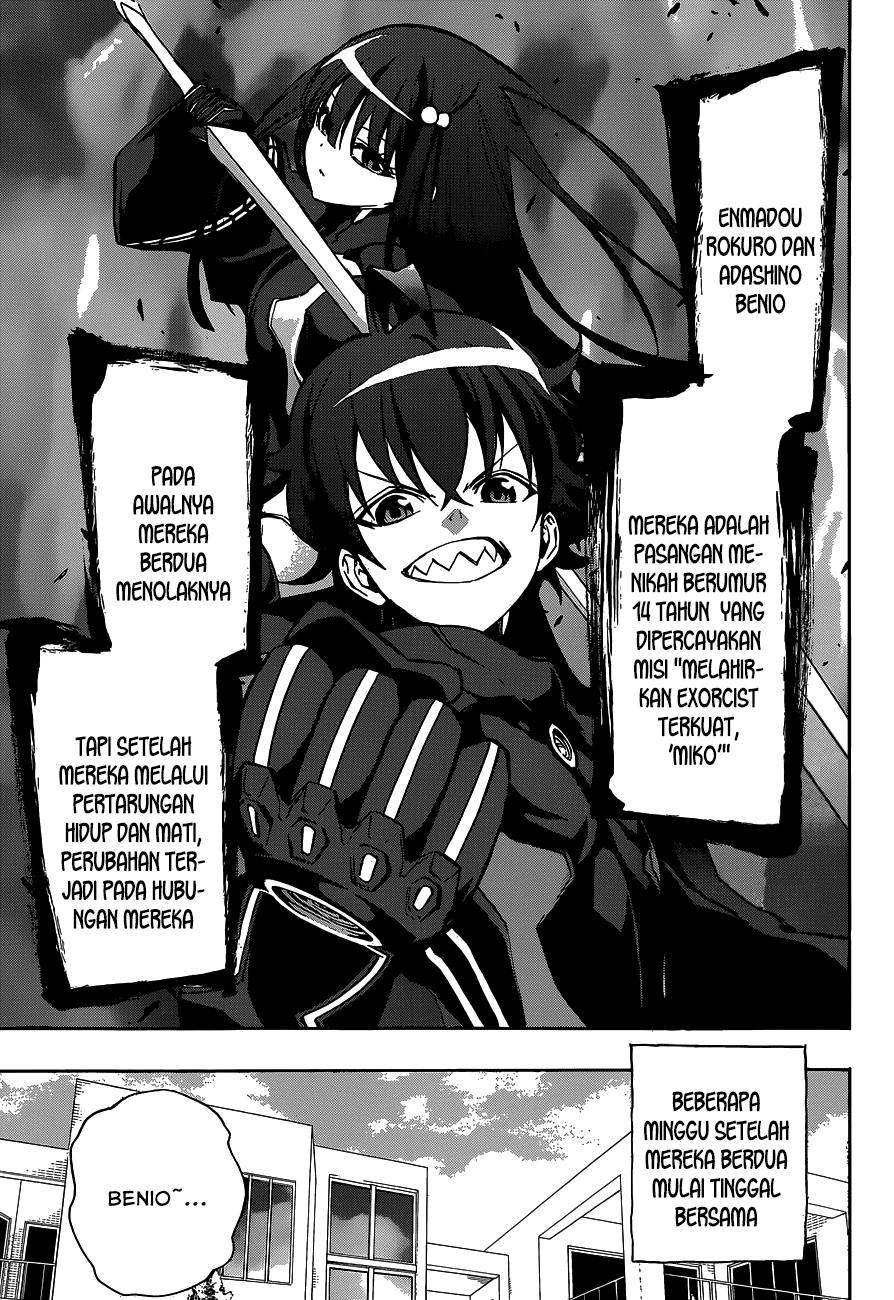 ENMADOU
ROKURO DAN
ADASHINO
BENIO
MEREKA ADALAH
PASANGAN ME-
NIKAH BERUMUR
14 TAHUN YANG
DIPERCAYAKAN
MISI "MELAHIR-
KAN EXORCIST
TERKUAT,
'MIKO'"
PADA
AWALNYA
MEREKA
BERDUA
MENOLAKNYA
TAPI SETELAH
MEREKA MELALUI
PERTARUNGAN
HIDUP DAN MATI,
PERUBAHAN TER-
JADI PADA HUBU-
NGAN MEREKA
BEBERAPA
MINGGU SETELAH
MEREKA BERDUA
MULAI TINGGAL
BERSAMA
BENIO~...